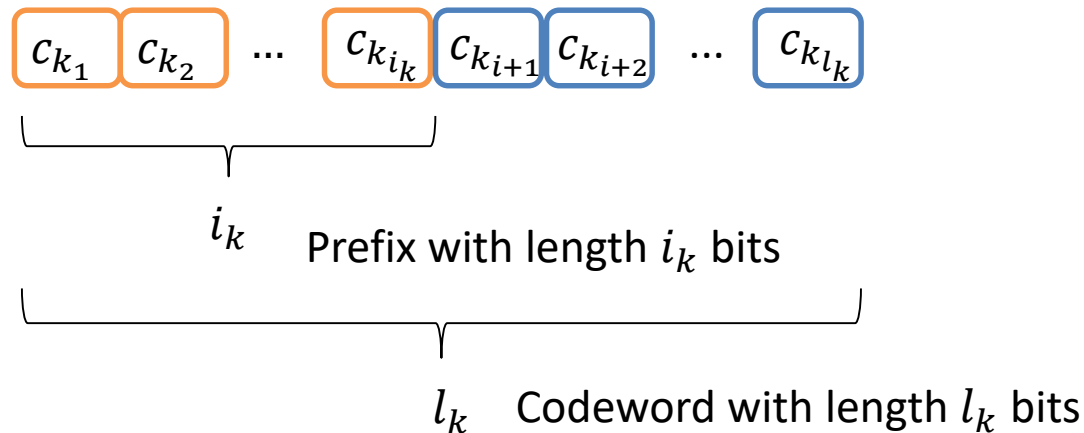 c_{k_1} c_{k_2} ... c_{k_{i_k}} c_{k_{i+1}} c_{k_{i+2}} ... c_{k_{l_k}}
i_k Prefix with length i_k bits
l_k Codeword with length l_k bits